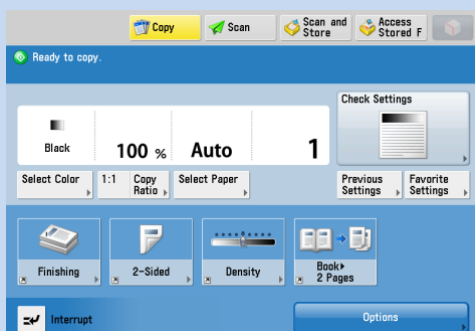 Copy
Scan
Scan and
Store
Access
Stored F
Ready to copy.
Check Settings
Black
100 %
Auto
1
Select Color
1:1
Copy
Ratio
Select Paper
Previous
Settings
Favorite
Settings
Finishing
2-Sided
Density
Book
2 Pages
Interrupt
Options